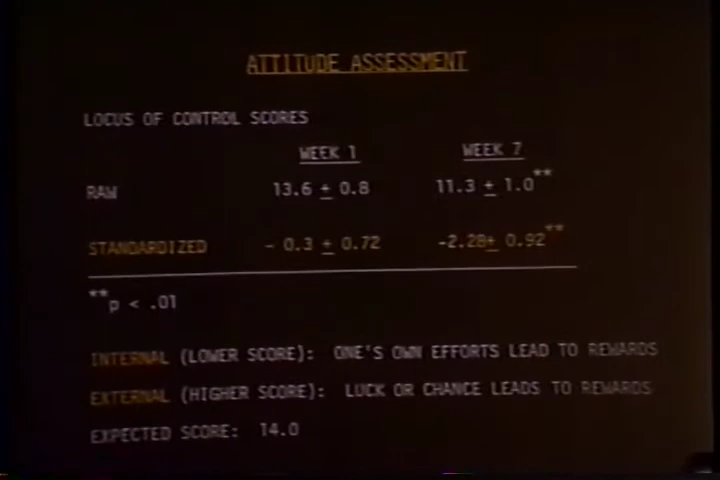 ATTITUDE ASSESSMENT
LOCUS OF CONTROL SCORES
WEEK 1 WEEK 7
RAW 13.6 ± 0.8 11.3 ± 1.0**
STANDARDIZED - 0.3 ± 0.72 -2.28± 0.92**
**p < .01
INTERNAL (LOWER SCORE): ONE'S OWN EFFORTS LEAD TO REWARDS
EXTERNAL (HIGHER SCORE): LUCK OR CHANCE LEADS TO REWARDS
EXPECTED SCORE: 14.0